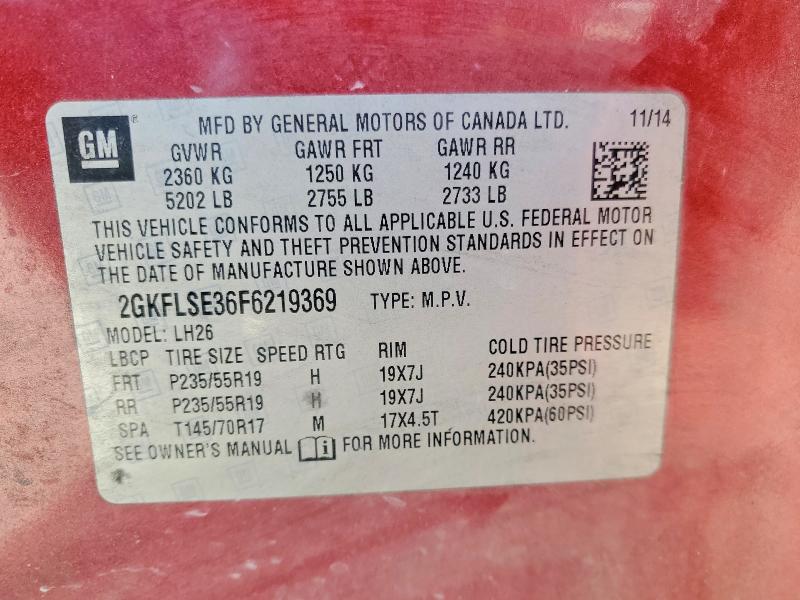 GM ® MFD BY GENERAL MOTORS OF CANADA LTD. 11/14
GVWR GAWR FRT GAWR RR
2360 KG 1250 KG 1240 KG
5202 LB 2755 LB 2733 LB
THIS VEHICLE CONFORMS TO ALL APPLICABLE U.S. FEDERAL MOTOR
VEHICLE SAFETY AND THEFT PREVENTION STANDARDS IN EFFECT ON
THE DATE OF MANUFACTURE SHOWN ABOVE.
2GKFLSE36F6219369 TYPE: M.P.V.
MODEL: LH26
LBCP TIRE SIZE SPEED RTG RIM COLD TIRE PRESSURE
FRT P235/55R19 H 19X7J 240KPA(35PSI)
RR P235/55R19 H 19X7J 240KPA(35PSI)
SPA T145/70R17 M 17X4.5T 420KPA(60PSI)
SEE OWNER'S MANUAL i FOR MORE INFORMATION.